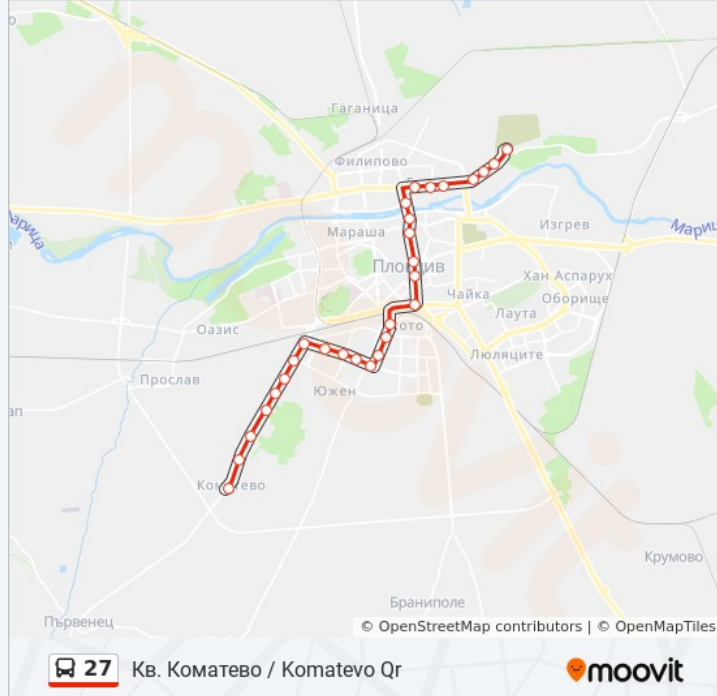 Гаганица
Филипово
Изгрев
Мараша
Марица
Пловдив
Хан Аспарух
Чайка
Оборище
Лаута
Оазис
Люляците
Прослав
Южен
Коматево
Крумово
Браниполе
Първенец
© OpenStreetMap contributors | © OpenMapTiles
27 Кв. Коматево / Komatevo Qr moovit